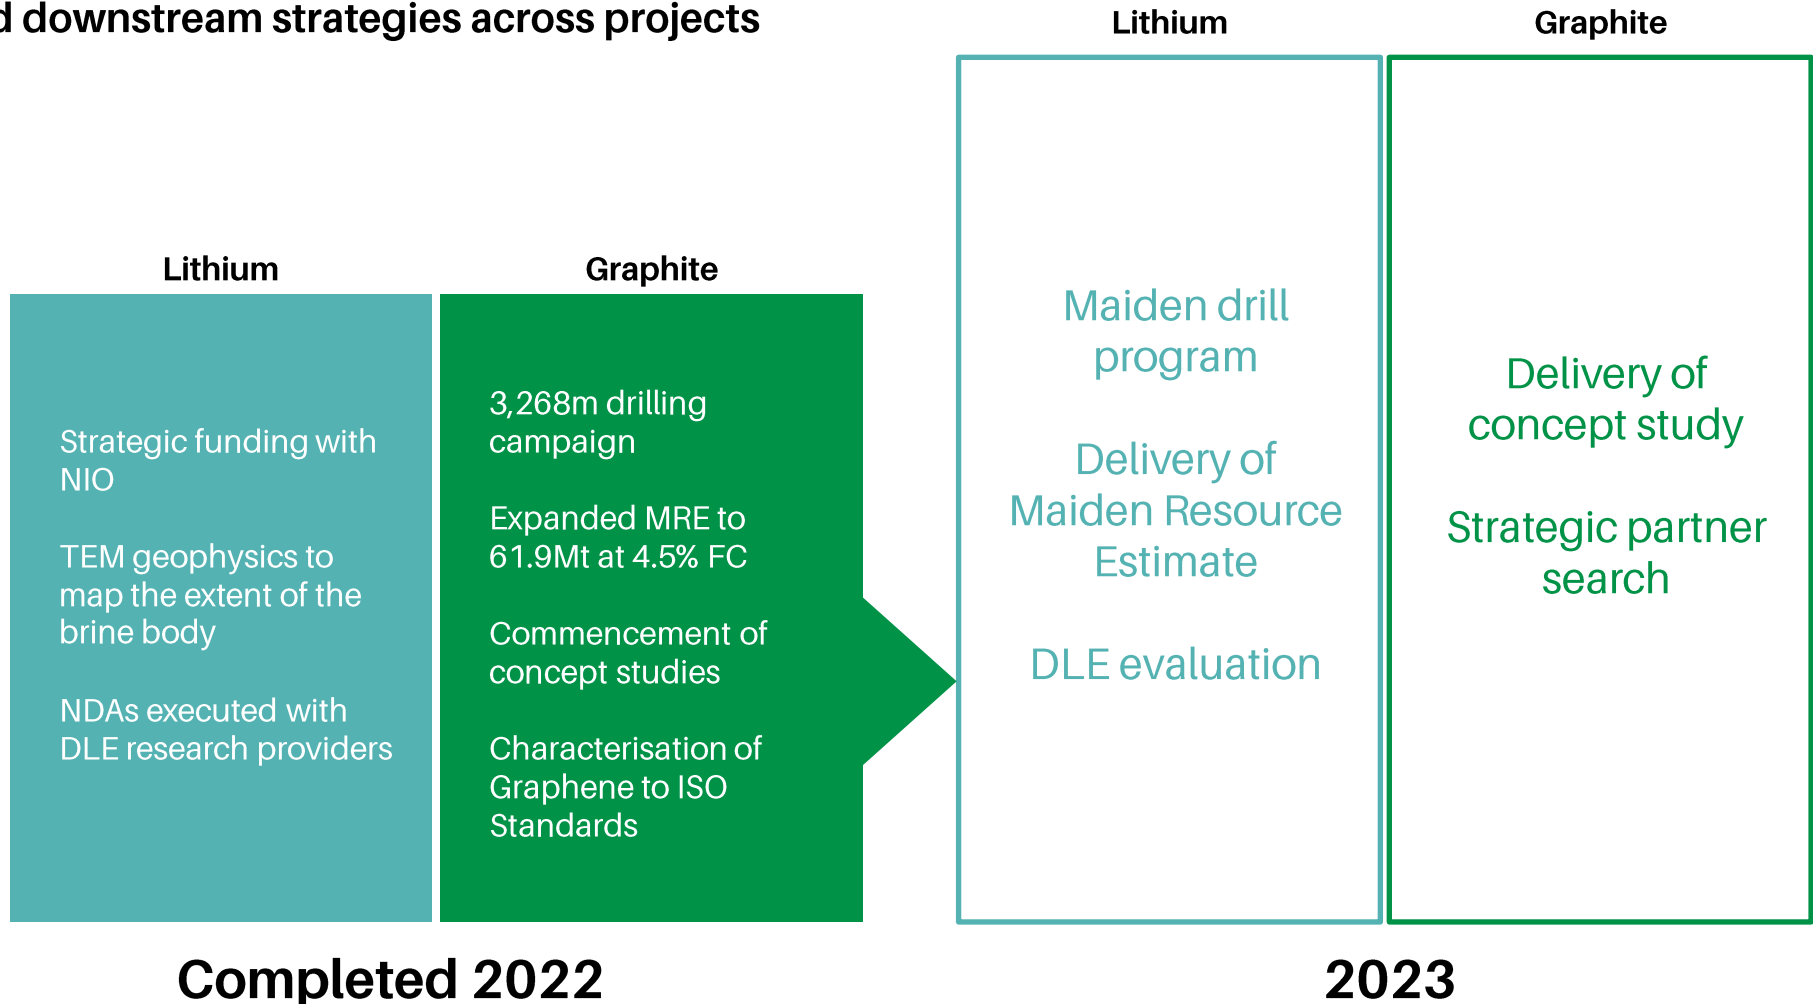 downstream strategies across projects
Lithium
Graphite
Strategic funding with
NIO
TEM geophysics to
map the extent of the
brine body
NDAs executed with
DLE research providers
3,268m drilling
campaign
Expanded MRE to
61.9Mt at 4.5% FC
Commencement of
concept studies
Characterisation of
Graphene to ISO
Standards
Completed 2022
Lithium
Graphite
Maiden drill
program
Delivery of
Maiden Resource
Estimate
DLE evaluation
Delivery of
concept study
Strategic partner
search
2023